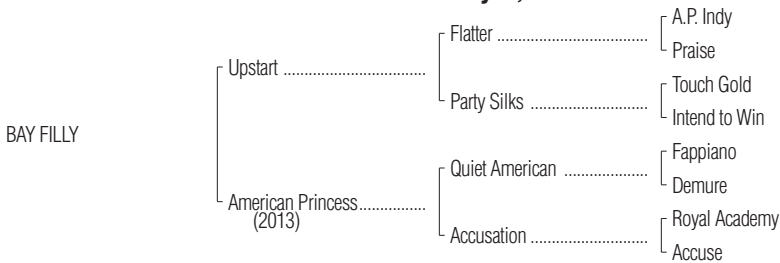 A.P. Indy
Flatter ......................................
Praise
Upstart ...................................
Touch Gold
Party Silks .............................
Intend to Win
BAY FILLY
Fappiano
Quiet American .....................
Demure
American Princess.................
(2013)
Royal Academy
Accusation .............................
Accuse